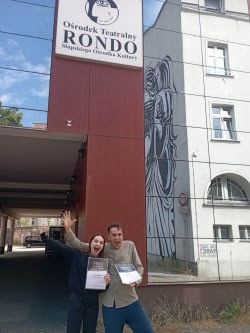 Ośrodek Teatralny
RONDO
Słupskiego Ośrodka Kultury